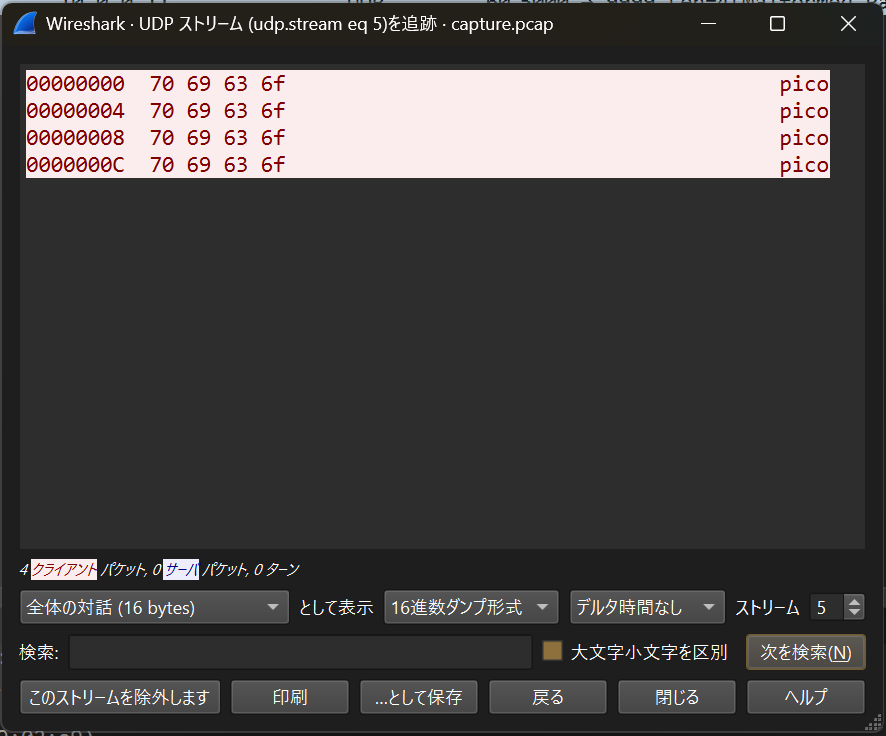 Wireshark · UDP ストリーム (udp.stream eq 5)を追跡 · capture.pcap
00000000 70 69 63 6f pico
00000004 70 69 63 6f pico
00000008 70 69 63 6f pico
0000000C 70 69 63 6f pico
4 クライアント パケット, 0 サーバ パケット, 0 ターン
全体の対話 (16 bytes) として表示 16進数ダンプ形式 デルタ時間なし ストリーム 5
検索: 大文字小文字を区別 次を検索(N)
このストリームを除外します 印刷 …として保存 戻る 閉じる ヘルプ